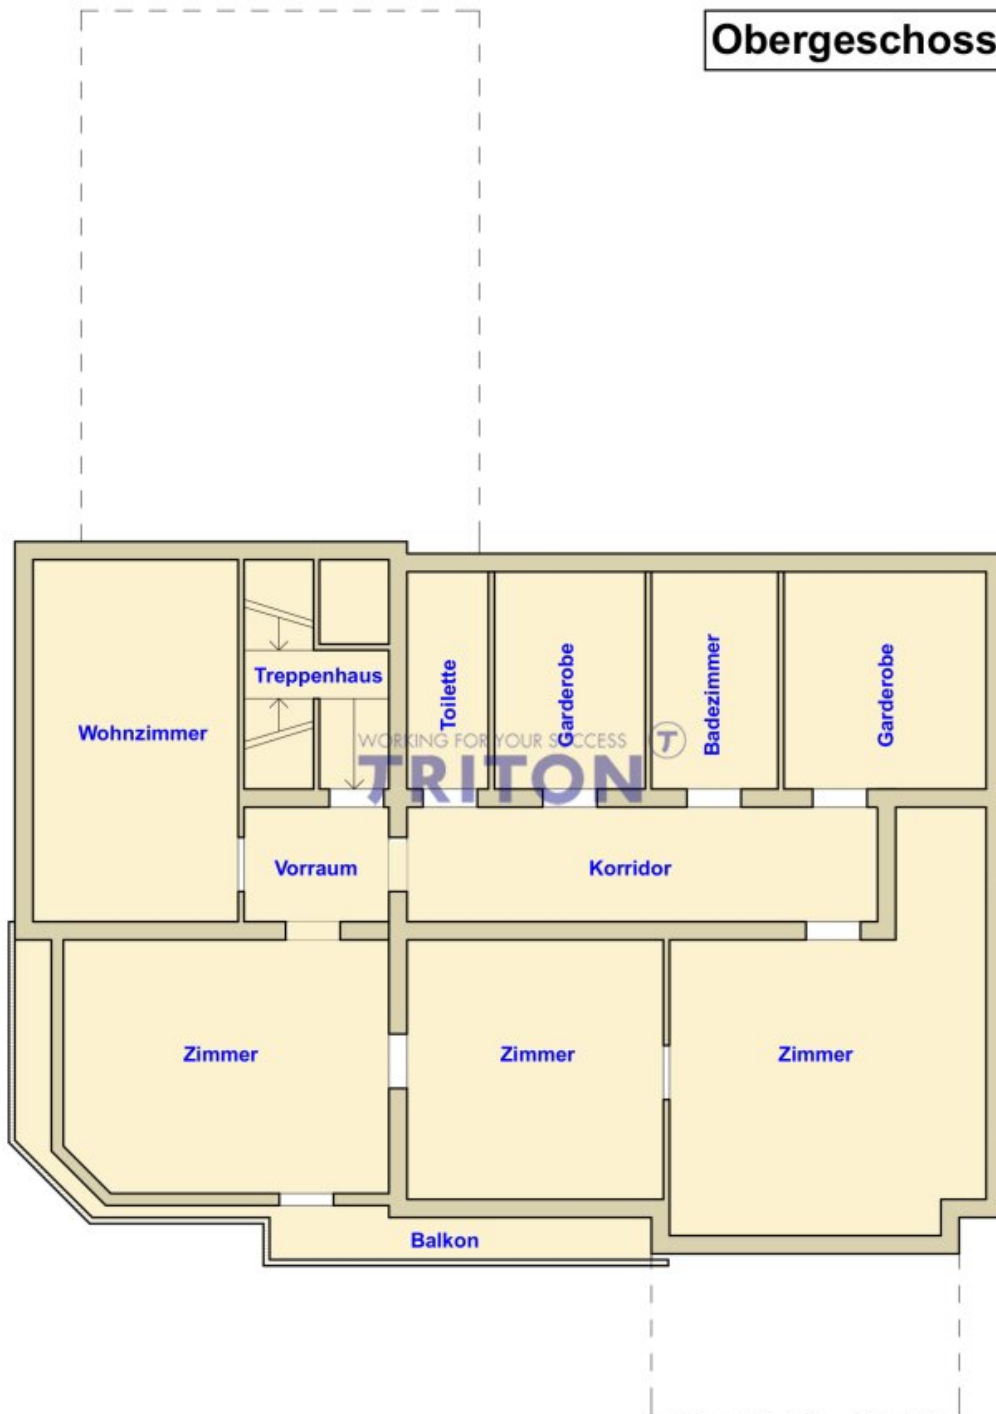 Obergeschoss
Treppenhaus
Wohnzimmer
Toilette
Garderobe
Badezimmer
Garderobe
WORKING FOR YOUR SUCCESS
T
TRITON
Vorraum
Korridor
Zimmer
Zimmer
Zimmer
Balkon